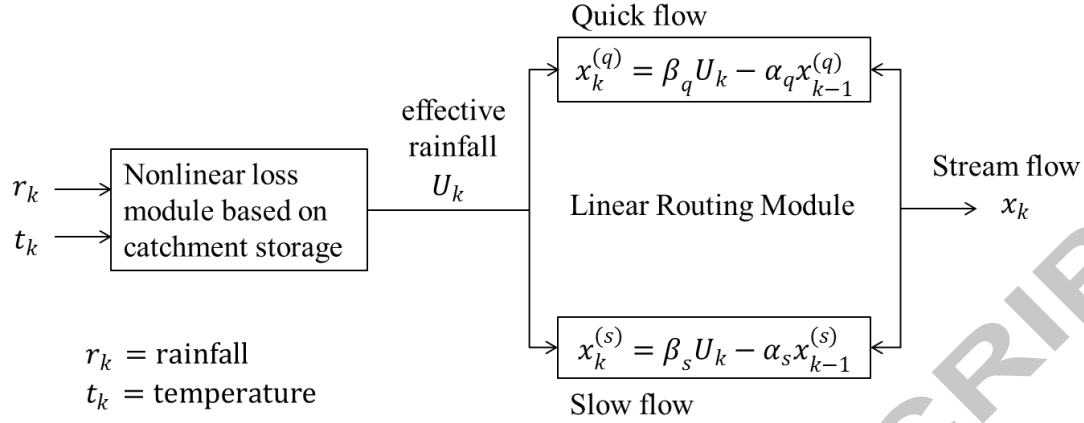 Quick flow
x_k^{(q)} = β_q U_k − α_q x_{k−1}^{(q)}
effective
rainfall
U_k
Nonlinear loss
module based on
catchment storage
r_k
t_k
Linear Routing Module
Stream flow
x_k
x_k^{(s)} = β_s U_k − α_s x_{k−1}^{(s)}
Slow flow
r_k = rainfall
t_k = temperature
CRIP